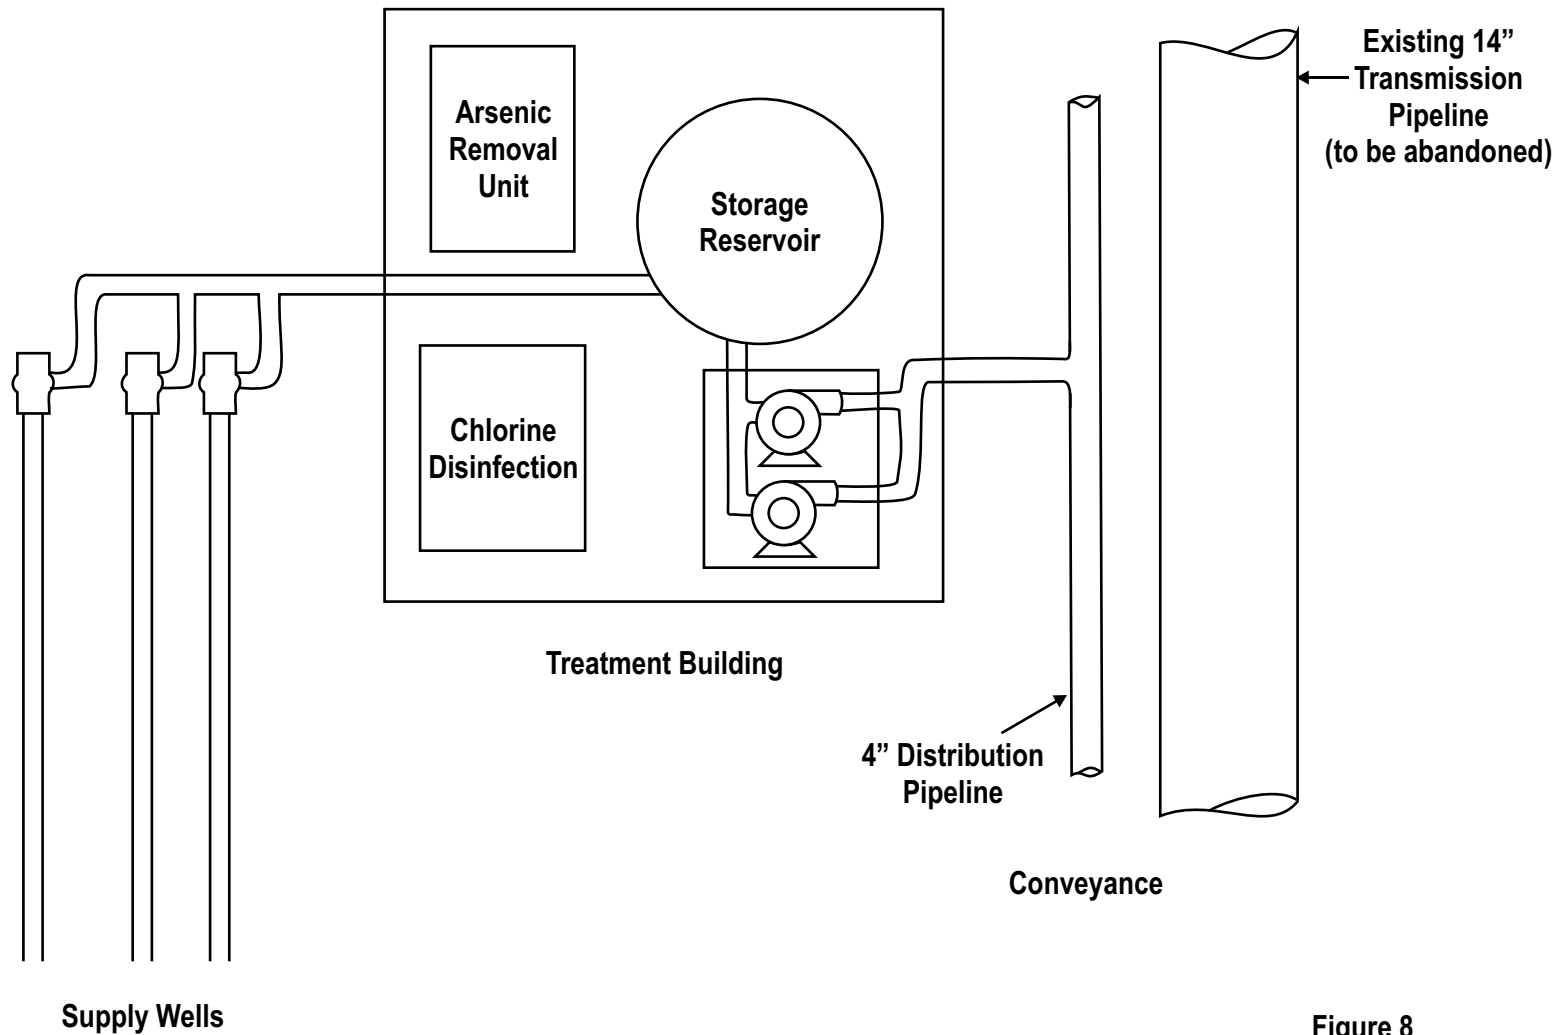 Existing 14”
Transmission
Pipeline
(to be abandoned)
Arsenic
Removal
Unit
Storage
Reservoir
Chlorine
Disinfection
Treatment Building
4” Distribution
Pipeline
Conveyance
Supply Wells
Figure 8